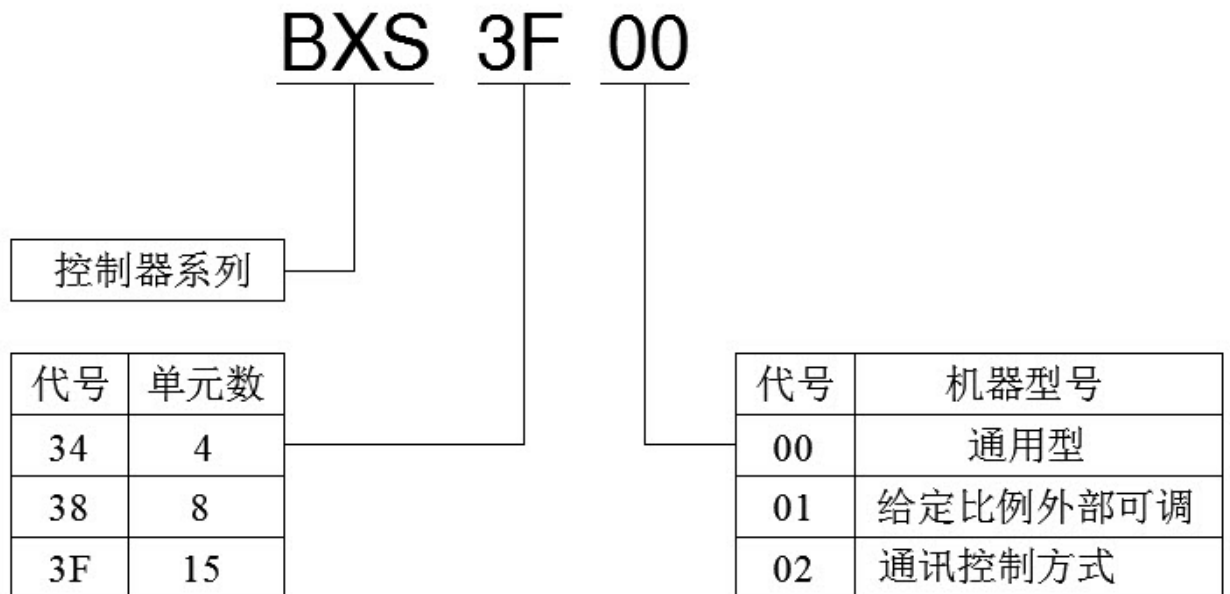 BXS 3F 00
控制器系列
代号 单元数
34 4
38 8
3F 15
代号 机器型号
00 通用型
01 给定比例外部可调
02 通讯控制方式